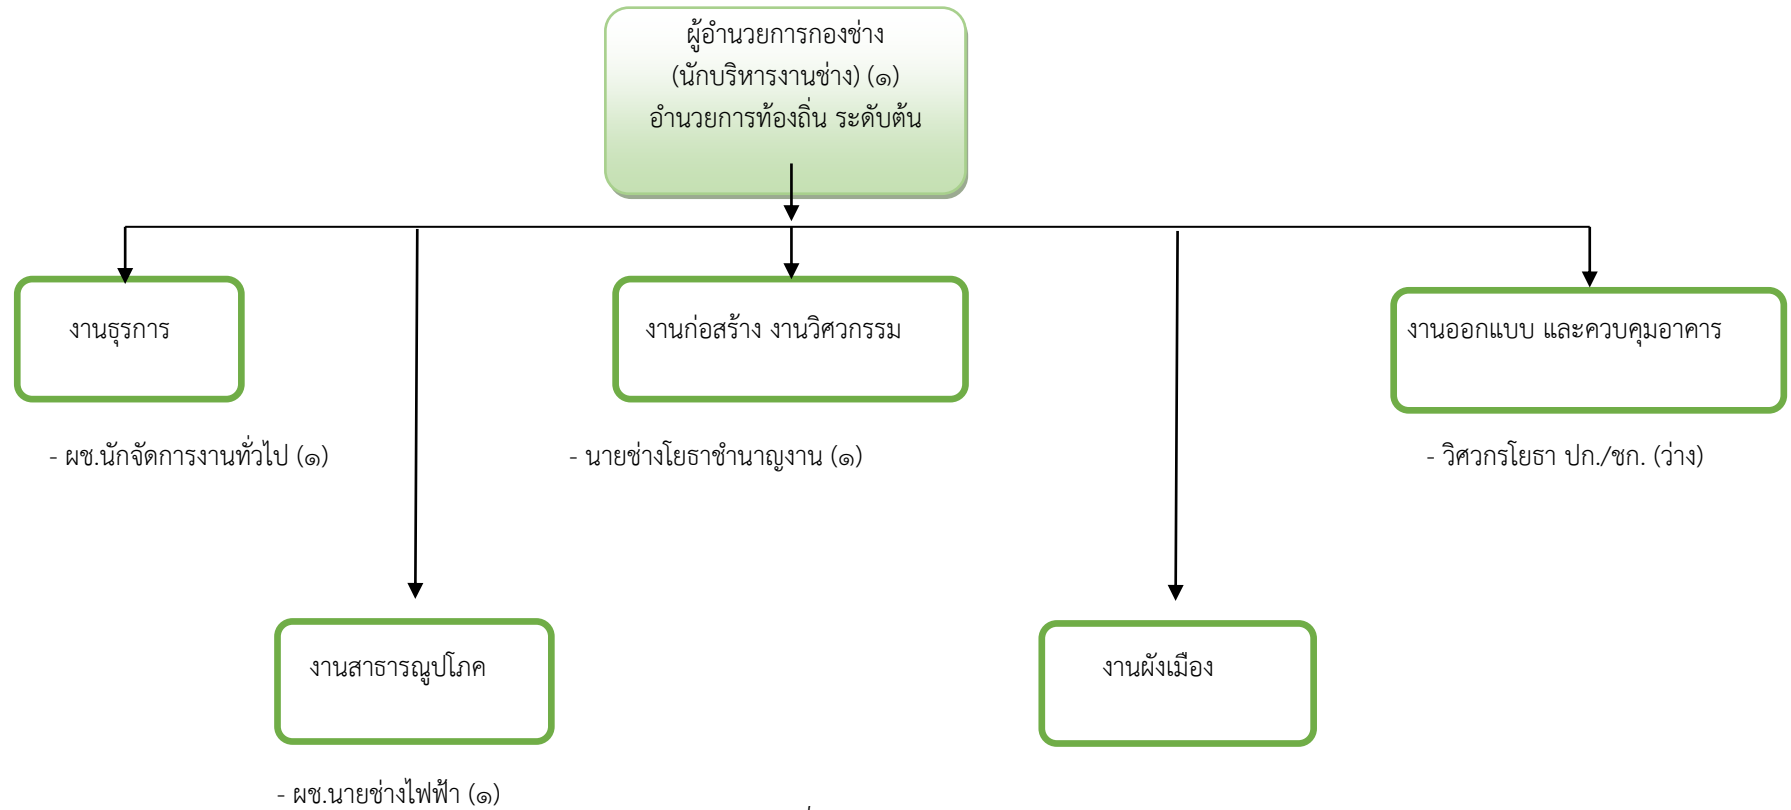 ผู้อำนวยการกองช่าง
(นักบริหารงานช่าง) (๑)
อำนวยการท้องถิ่น ระดับต้น
งานธุรการ
งานก่อสร้าง งานวิศวกรรม
งานออกแบบ และควบคุมอาคาร
- ผช.นักจัดการงานทั่วไป (๑)
- นายช่างโยธาชำนาญงาน (๑)
- วิศวกรโยธา ปก./ชก. (ว่าง)
งานสาธารณูปโภค
งานผังเมือง
- ผช.นายช่างไฟฟ้า (๑)